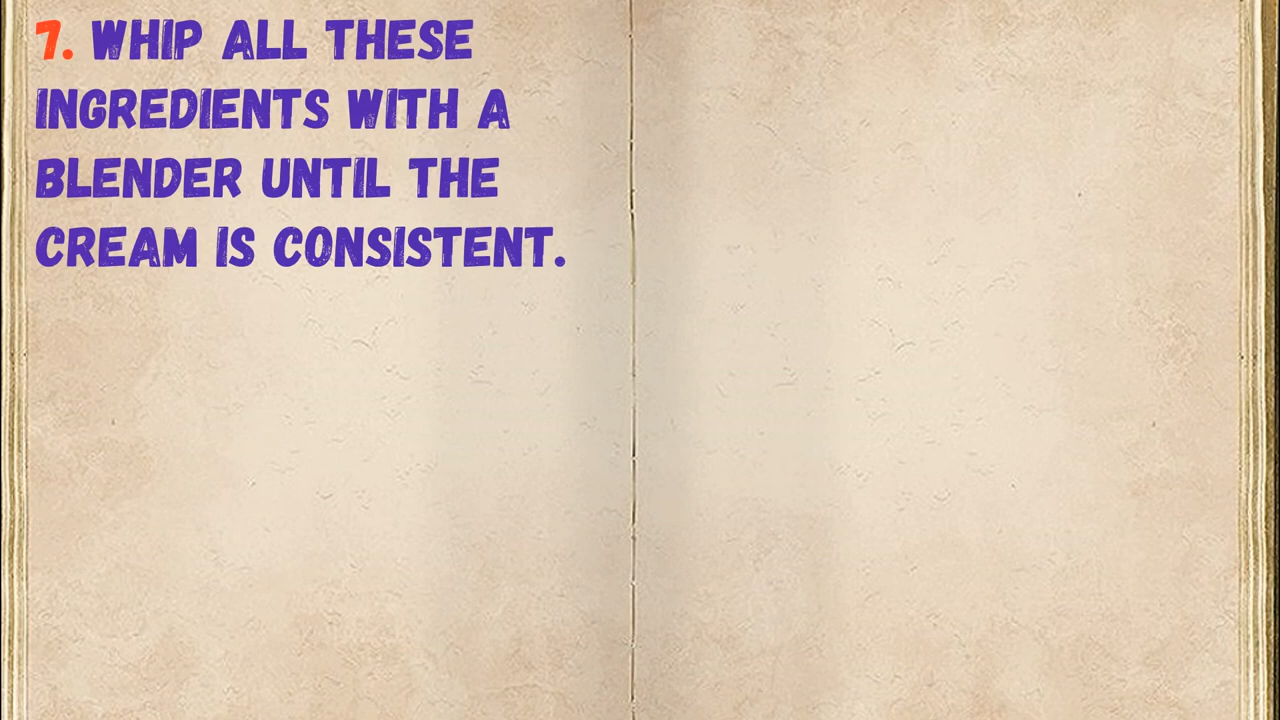 7. WHIP ALL THESE
INGREDIENTS WITH A
BLENDER UNTIL THE
CREAM IS CONSISTENT.